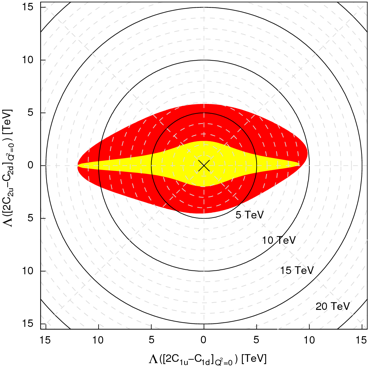 15
10
5
0
5
10
15
Λ([2C2u−C2d]Q²=0) [TeV]
5 TeV
10 TeV
15 TeV
20 TeV
15 10 5 0 5 10 15
Λ([2C1u−C1d]Q²=0) [TeV]